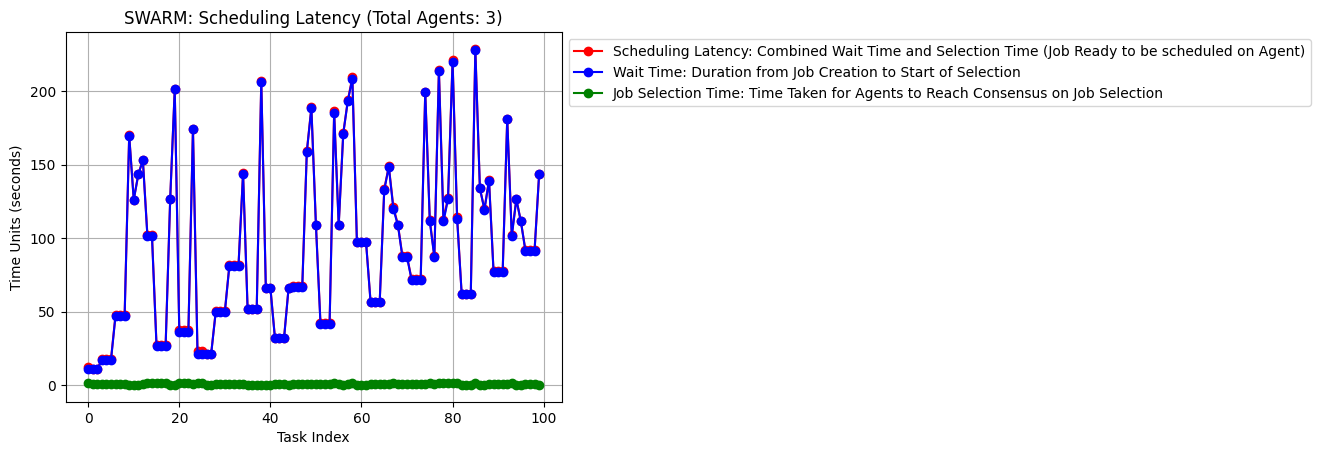 SWARM: Scheduling Latency (Total Agents: 3)
Scheduling Latency: Combined Wait Time and Selection Time (Job Ready to be scheduled on Agent)
Wait Time: Duration from Job Creation to Start of Selection
Job Selection Time: Time Taken for Agents to Reach Consensus on Job Selection
Time Units (seconds)
200
150
100
50
0
0 20 40 60 80 100
Task Index